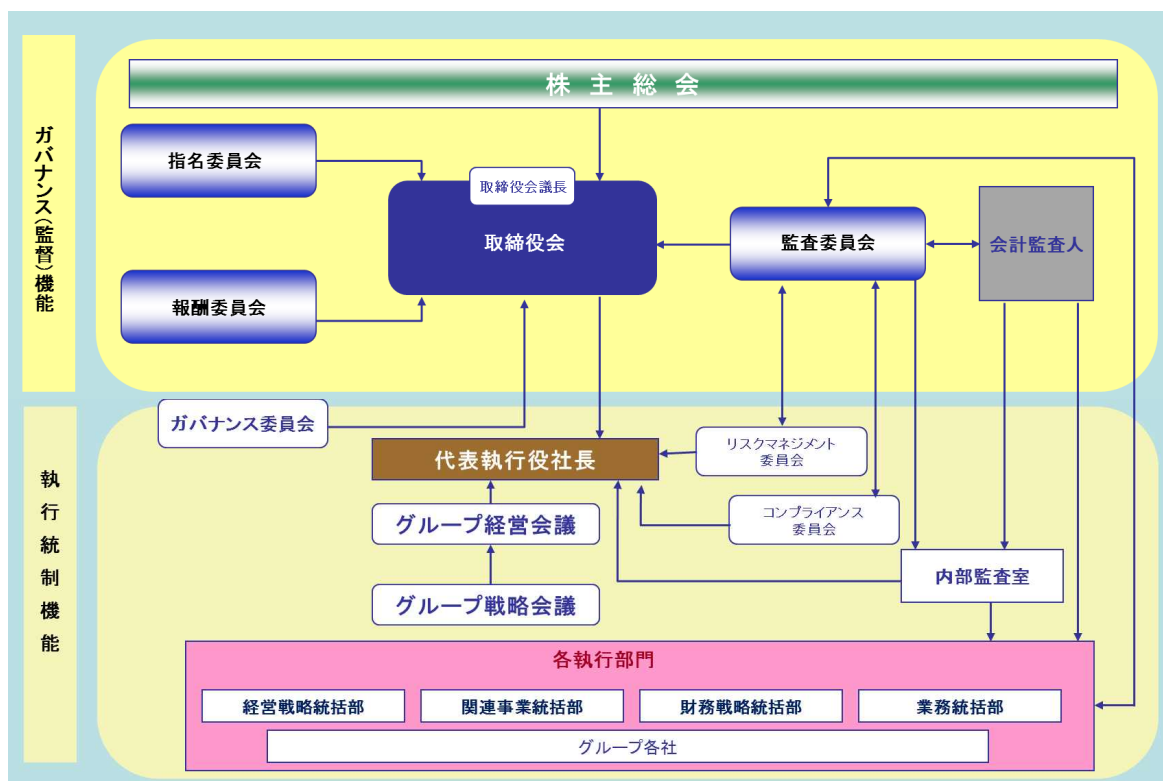 ガバナンス(監督)機能
株主総会
指名委員会
取締役会議長
取締役会
監査委員会
会計監査人
報酬委員会
執行統制機能
ガバナンス委員会
代表執行役社長
リスクマネジメント
委員会
グループ経営会議
コンプライアンス
委員会
内部監査室
グループ戦略会議
各執行部門
経営戦略統括部
関連事業統括部
財務戦略統括部
業務統括部
グループ各社